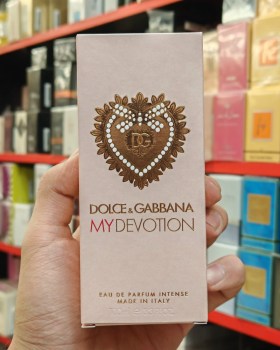 DG
DOLCE & GABBANA
MY DEVOTION
EAU DE PARFUM INTENSE
MADE IN ITALY